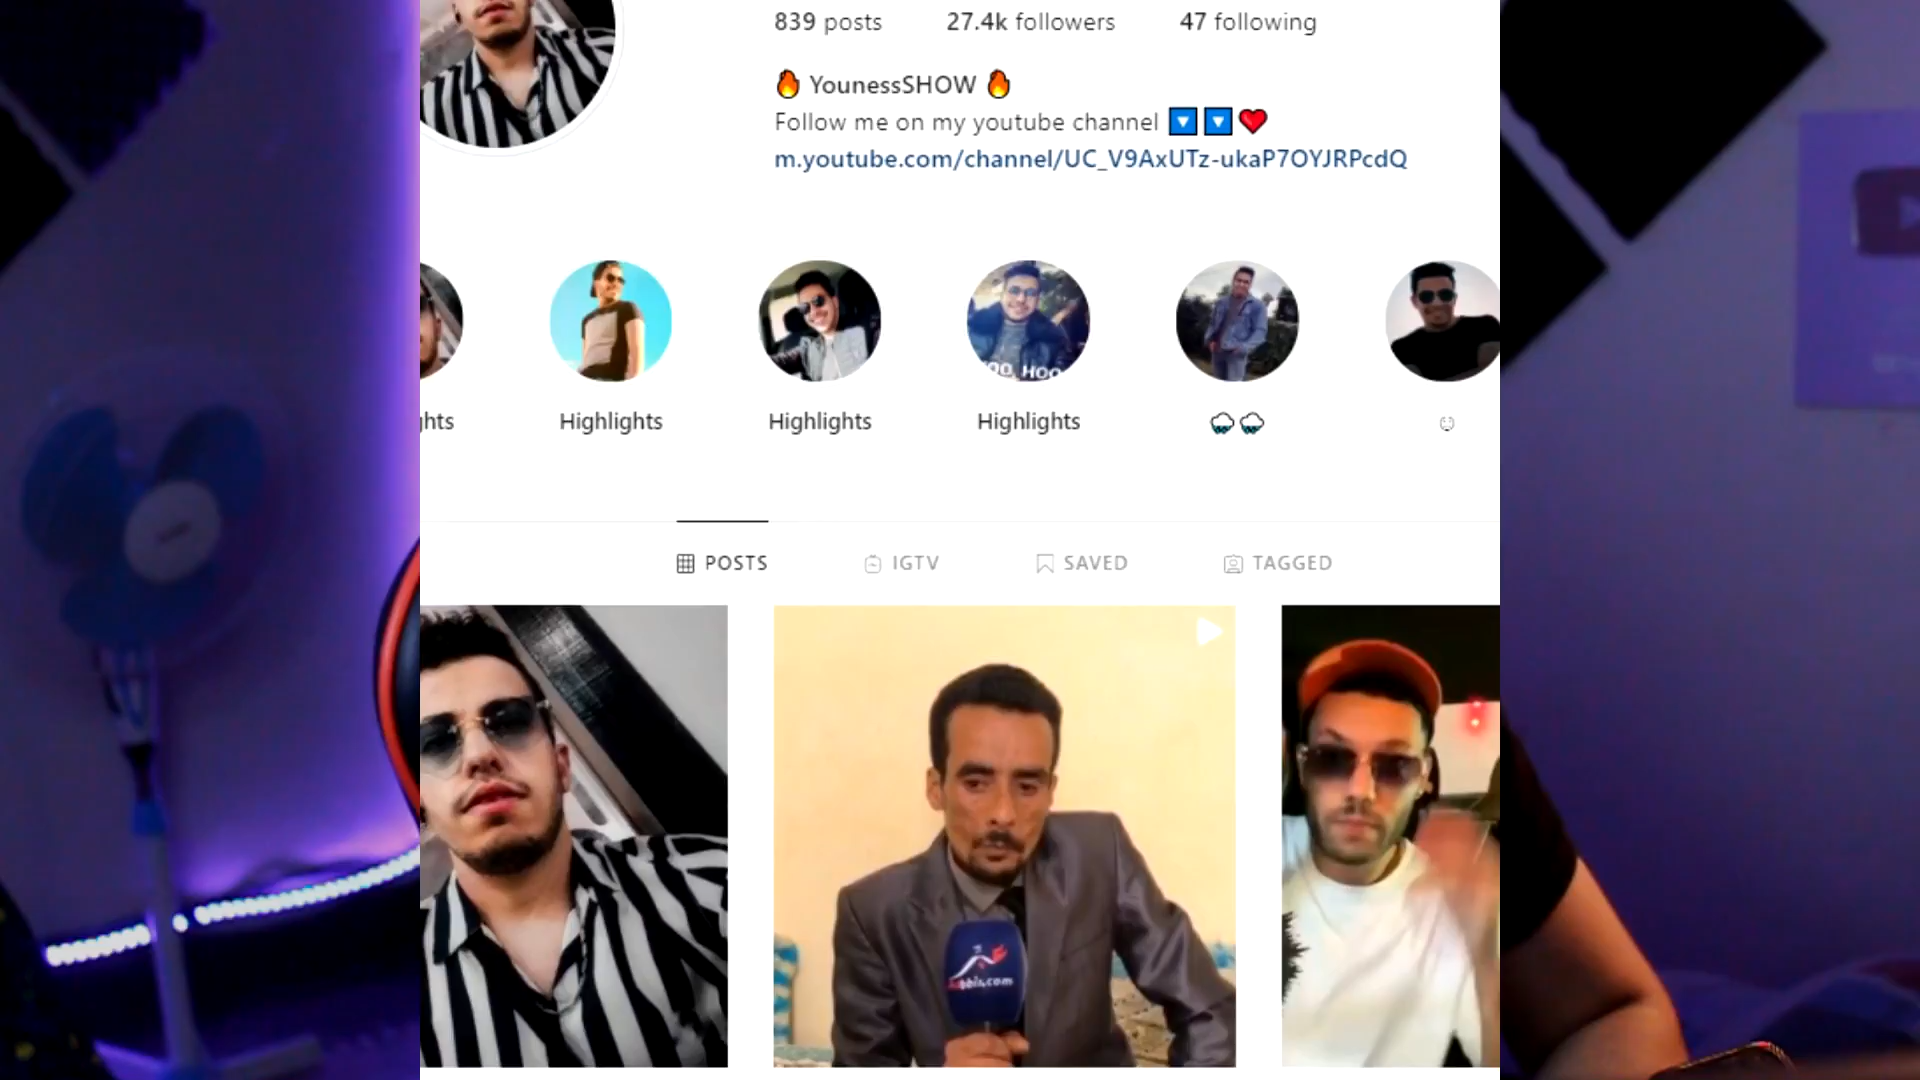 839 posts 27.4k followers 47 following
🔥 YounessSHOW 🔥
Follow me on my youtube channel 🔽🔽❤️
m.youtube.com/channel/UC_V9AxUTz-ukaP7OYJRPcdQ
Highlights Highlights Highlights
POSTS IGTV SAVED TAGGED